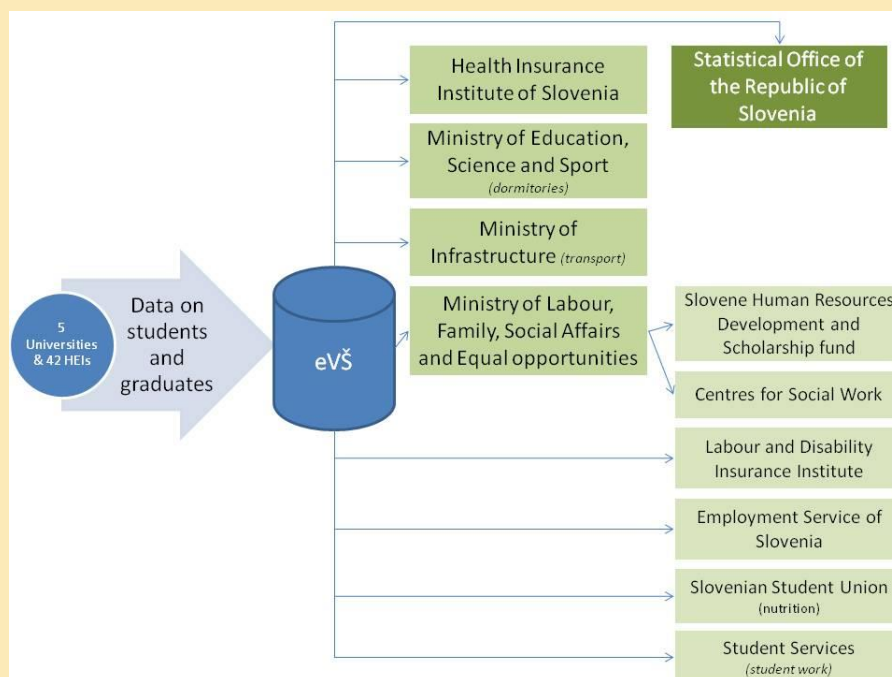 5
Universities
& 42 HEIs
Data on
students
and
graduates
eVŠ
Health Insurance
Institute of Slovenia
Ministry of Education,
Science and Sport
(dormitories)
Ministry of
Infrastructure (transport)
Ministry of Labour,
Family, Social Affairs
and Equal opportunities
Statistical Office of
the Republic of
Slovenia
Slovene Human Resources
Development and
Scholarship fund
Centres for Social Work
Labour and Disability
Insurance Institute
Employment Service of
Slovenia
Slovenian Student Union
(nutrition)
Student Services
(student work)